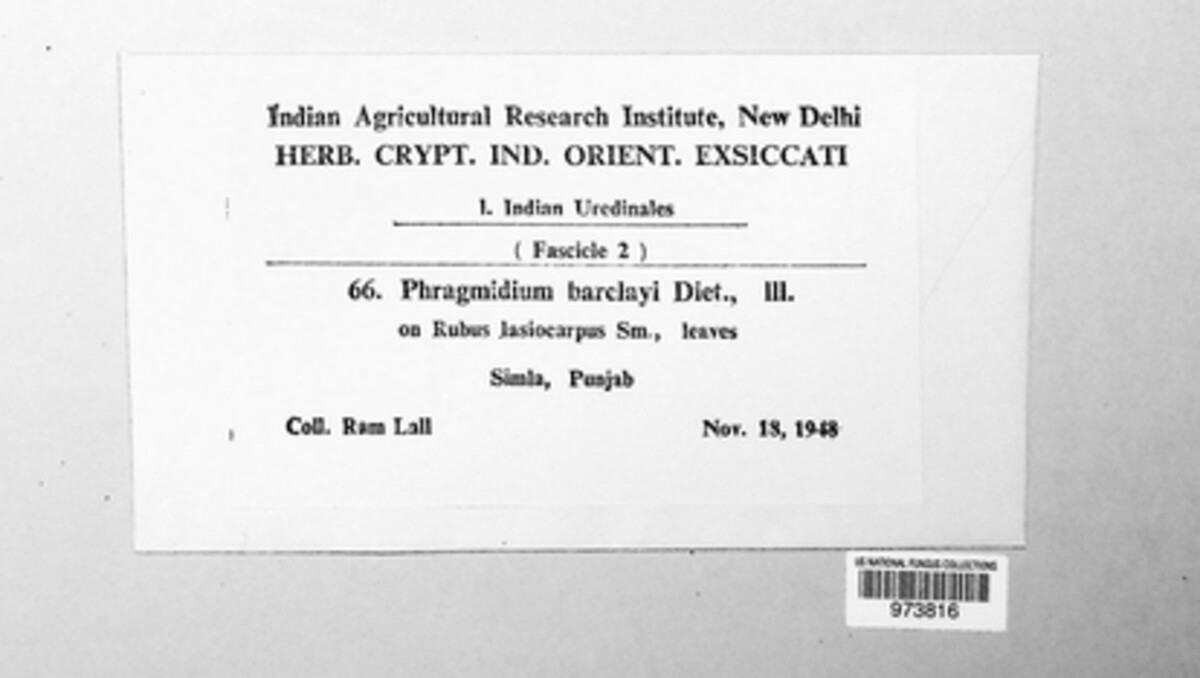 Indian Agricultural Research Institute, New Delhi
HERB. CRYPT. IND. ORIENT. EXSICCATI
1. Indian Uredinales
( Fascicle 2 )
66. Phragmidium barclayi Diet., III.
on Rubus lasiocarpus Sm., leaves
Simla, Punjab
Coll. Ram Lall
Nov. 18, 1948
US NATIONAL FUNGUS COLLECTIONS
973816